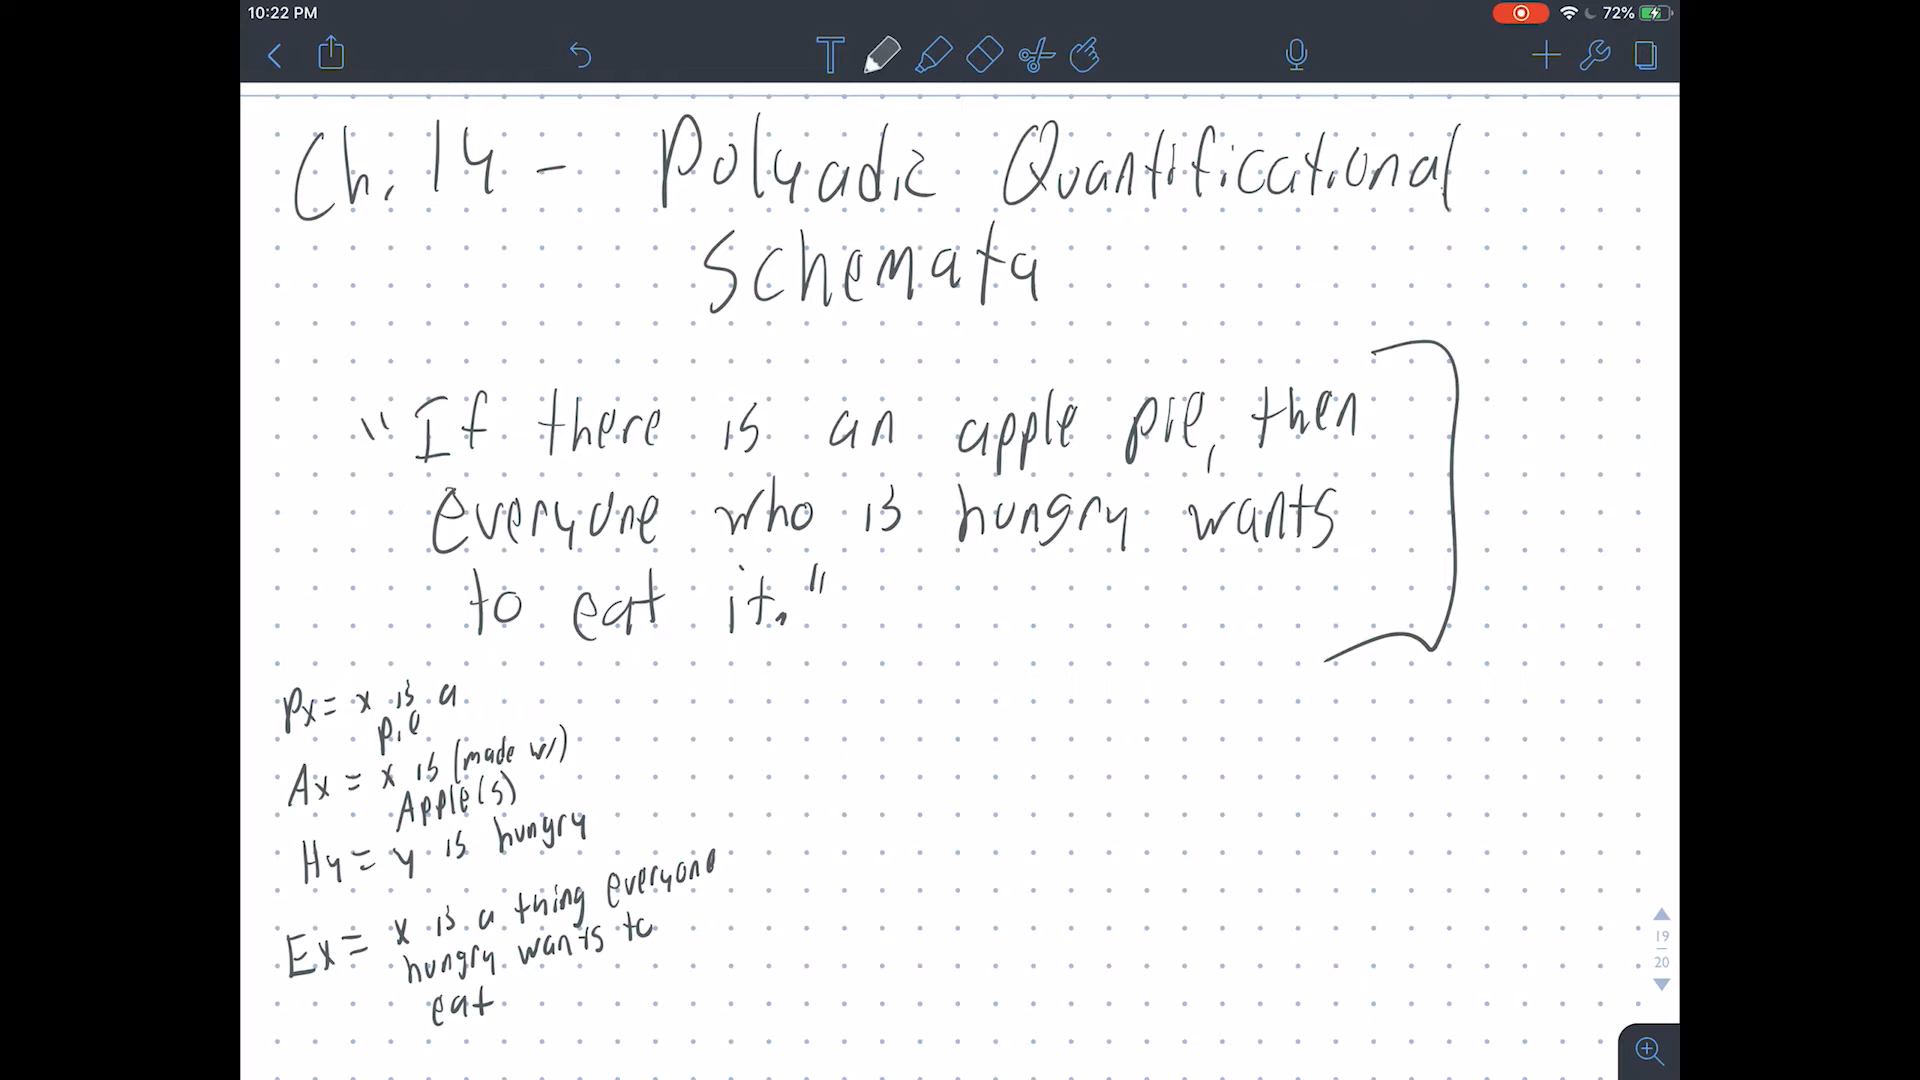 10:22 PM
72%
Ch. 14 - Polyadic Quantificational
Schemata
"If there is an apple pie, then
everyone who is hungry wants
to eat it."
Px = x is a
pie
Ax = x is (made w/)
Apple(s)
Hy = y is hungry
Ex = x is a thing everyone
hungry wants to
eat
19
20